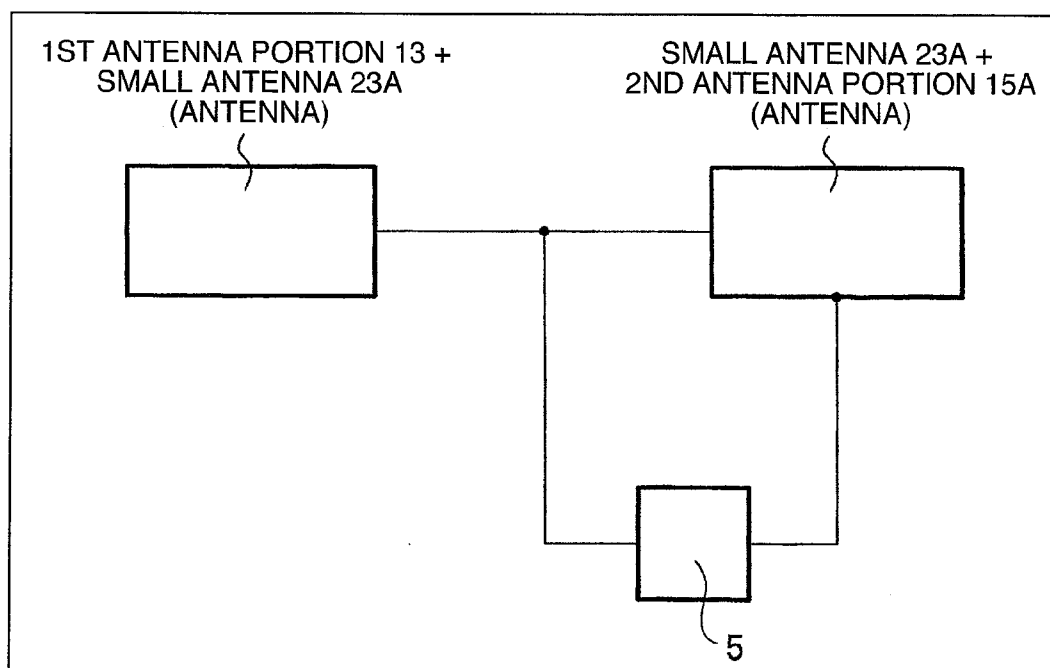 1ST ANTENNA PORTION 13 +
SMALL ANTENNA 23A
(ANTENNA)
SMALL ANTENNA 23A +
2ND ANTENNA PORTION 15A
(ANTENNA)
5